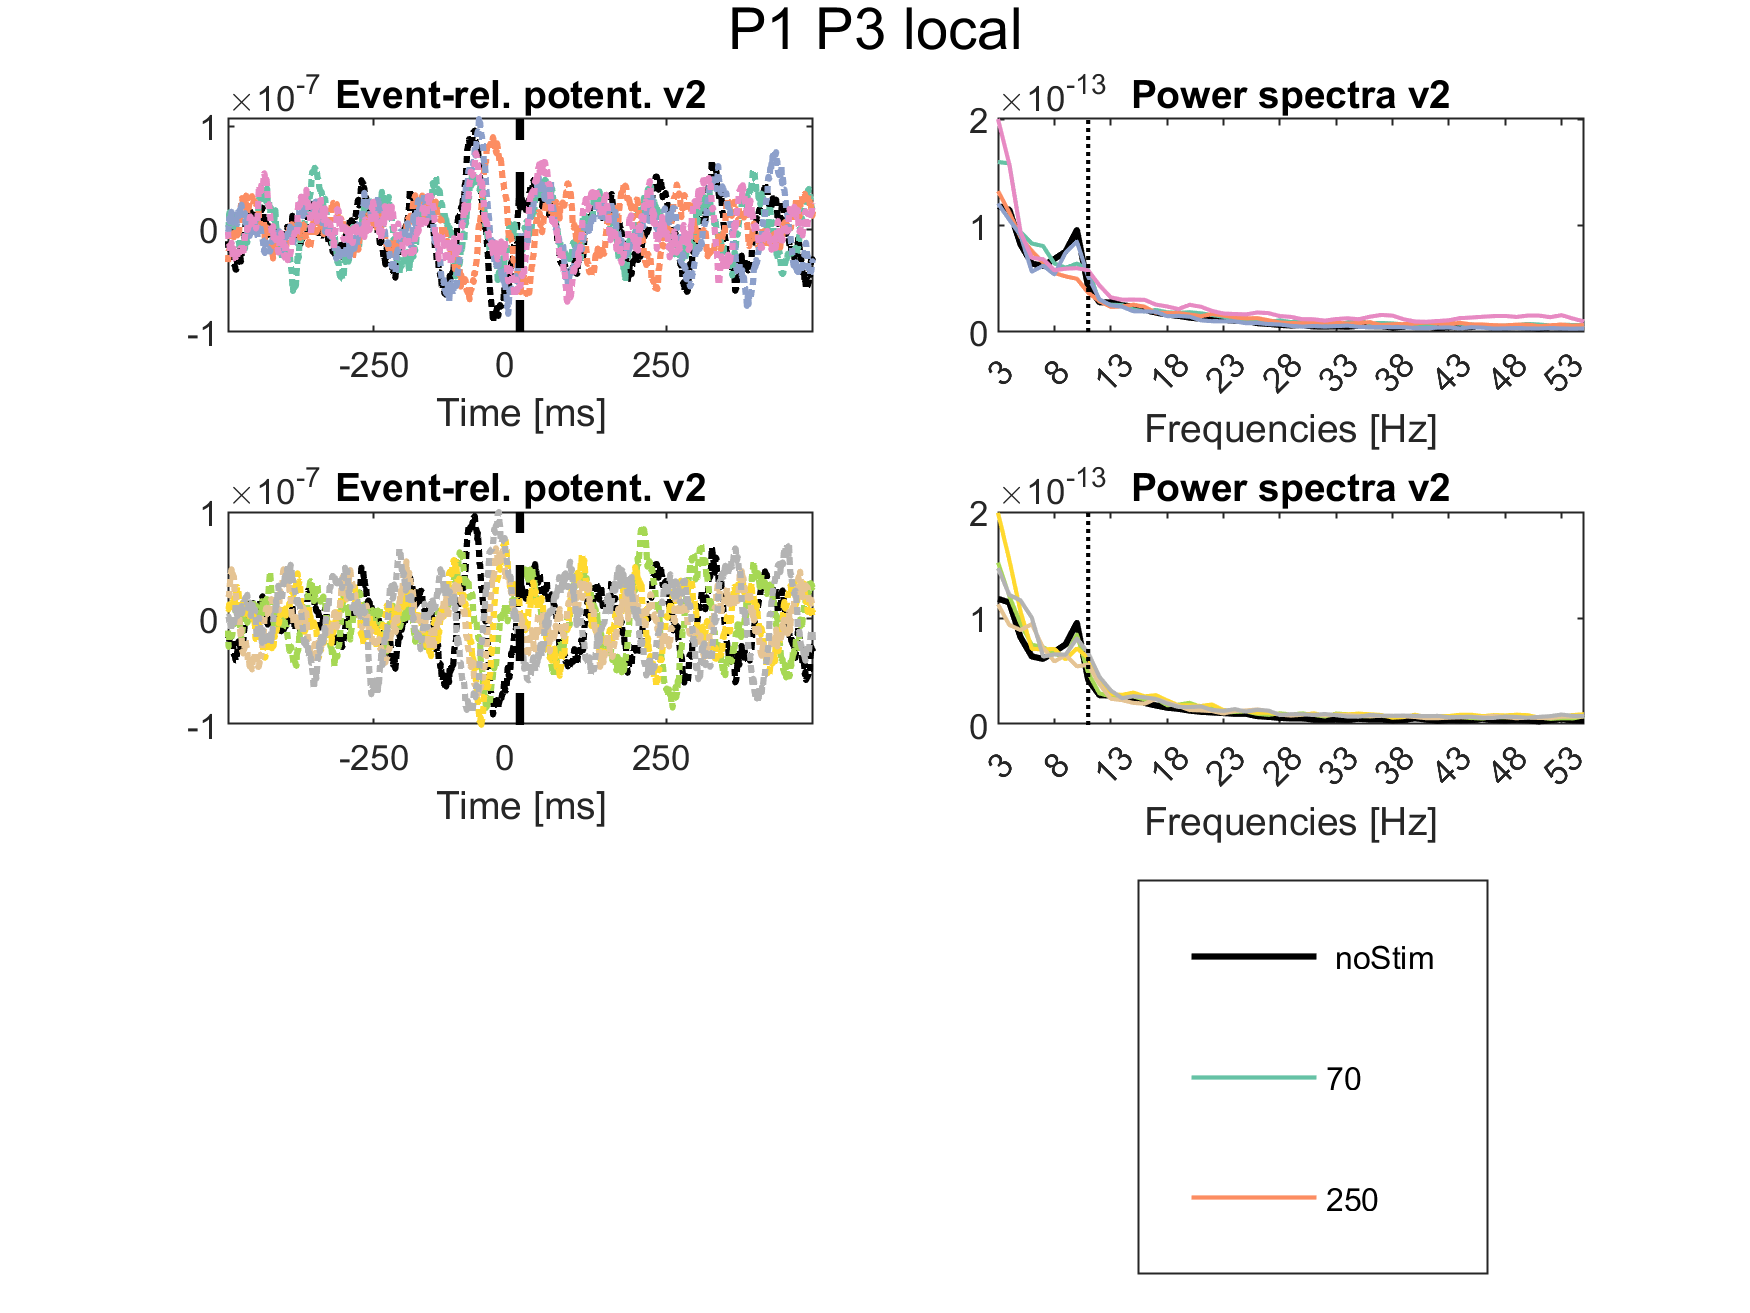 P1 P3 local
×10-7 Event-rel. potent. v2
1
0
-1
-250 0 250
Time [ms]
×10-13 Power spectra v2
2
1
0
3 8 13 18 23 28 33 38 43 48 53
Frequencies [Hz]
×10-7 Event-rel. potent. v2
1
0
-1
-250 0 250
Time [ms]
×10-13 Power spectra v2
2
1
0
3 8 13 18 23 28 33 38 43 48 53
Frequencies [Hz]
noStim
70
250